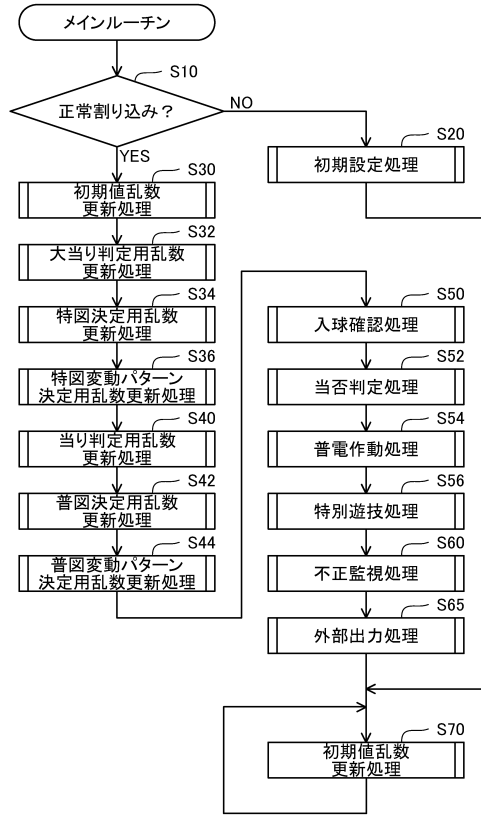 メインルーチン
S10
正常割り込み？
NO
YES
S20
初期設定処理
S30
初期値乱数
更新処理
S32
大当り判定用乱数
更新処理
S34
特図決定用乱数
更新処理
S36
特図変動パターン
決定用乱数更新処理
S40
当り判定用乱数
更新処理
S42
普図決定用乱数
更新処理
S44
普図変動パターン
決定用乱数更新処理
S50
入球確認処理
S52
当否判定処理
S54
普電作動処理
S56
特別遊技処理
S60
不正監視処理
S65
外部出力処理
S70
初期値乱数
更新処理